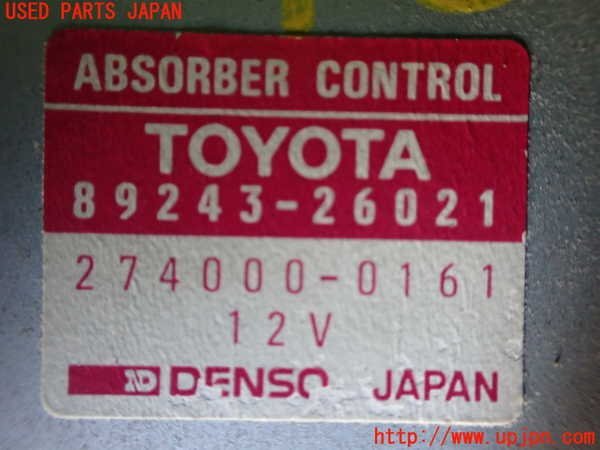 USED PARTS JAPAN
ABSORBER CONTROL
TOYOTA
89243-26021
274000-0161
12V
ND DENSO JAPAN
http://www.upjpn.com/